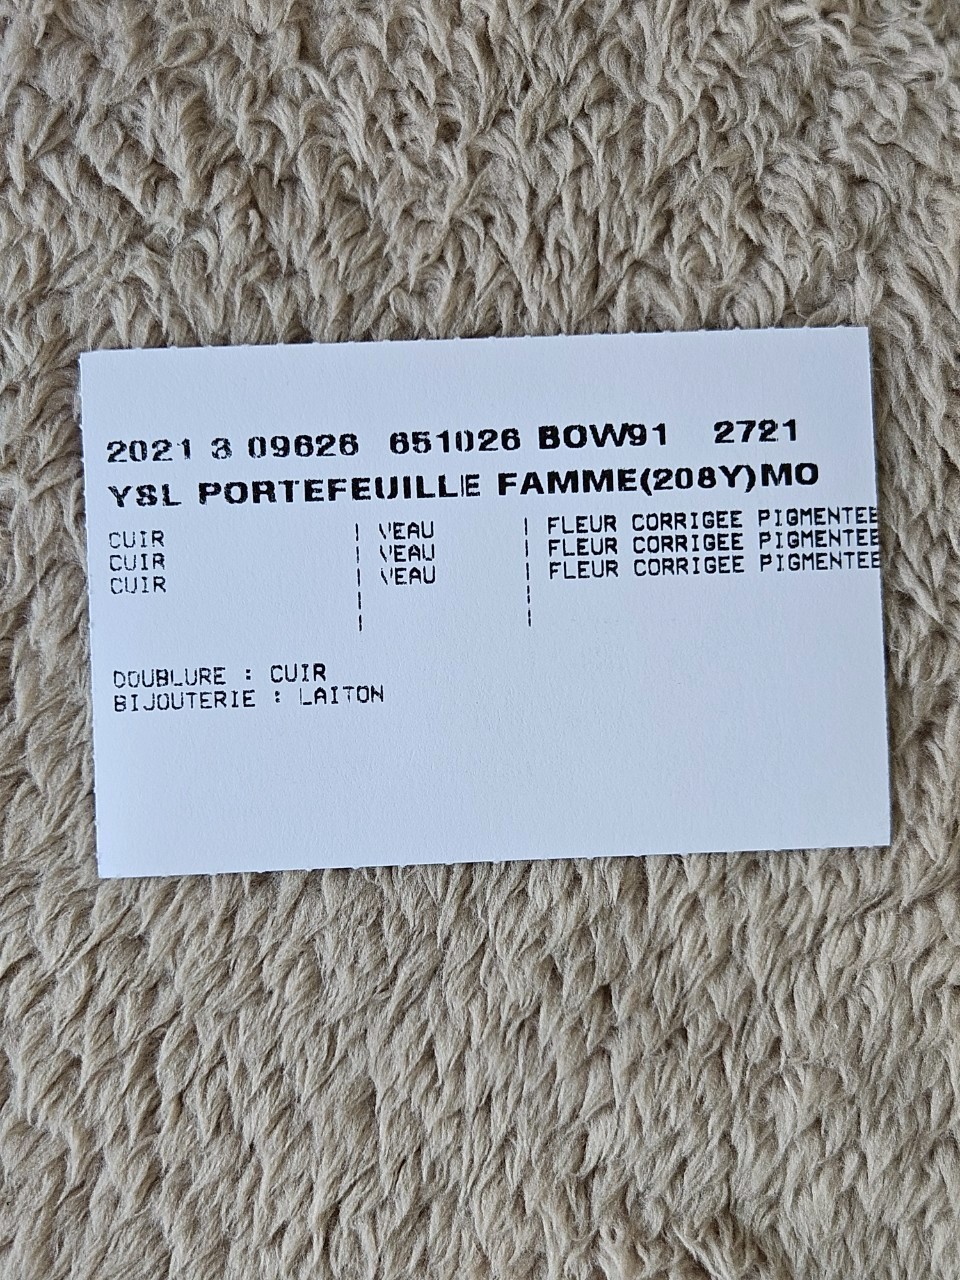 2021 3 09626 651026 BOW91 2721
YSL PORTEFEUILLE FAMME(208Y)MO
CUIR | VEAU | FLEUR CORRIGEE PIGMENTEE
CUIR | VEAU | FLEUR CORRIGEE PIGMENTEE
CUIR | VEAU | FLEUR CORRIGEE PIGMENTEE
| |
| |
DOUBLURE : CUIR
BIJOUTERIE : LAITON